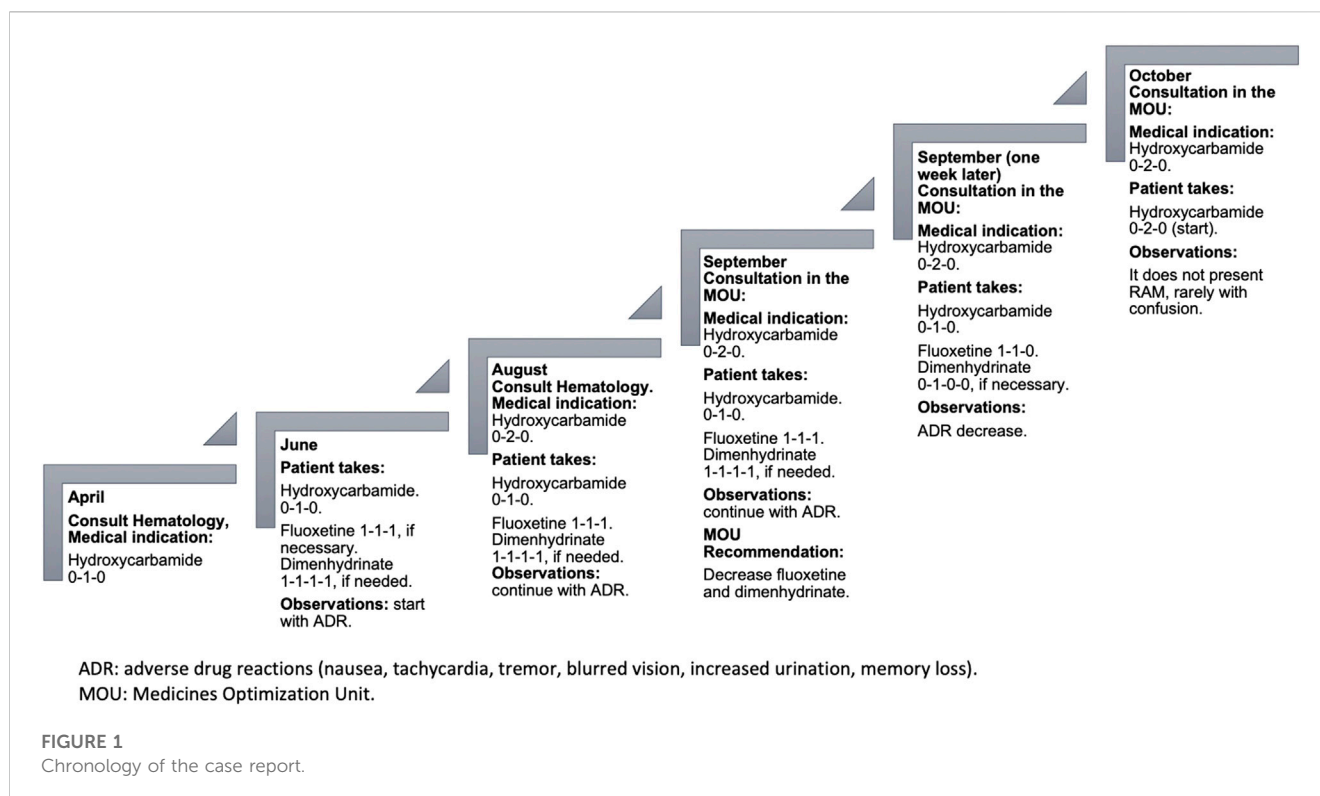 April
Consult Hematology,
Medical indication:
Hydroxycarbamide
0-1-0
June
Patient takes:
Hydroxycarbamide.
0-1-0.
Fluoxetine 1-1-1, if
necessary.
Dimenhydrinate
1-1-1-1, if needed.
Observations: start
with ADR.
August
Consult Hematology.
Medical indication:
Hydroxycarbamide
0-2-0.
Patient takes:
Hydroxycarbamide
0-1-0.
Fluoxetine 1-1-1.
Dimenhydrinate
1-1-1-1, if needed.
Observations:
continue with ADR.
September
Consultation in the
MOU:
Medical indication:
Hydroxycarbamide
0-2-0.
Patient takes:
Hydroxycarbamide.
0-1-0.
Fluoxetine 1-1-1.
Dimenhydrinate
1-1-1-1, if needed.
Observations:
continue with ADR.
MOU
Recommendation:
Decrease fluoxetine
and dimenhydrinate.
September (one
week later)
Consultation in the
MOU:
Medical indication:
Hydroxycarbamide
0-2-0.
Patient takes:
Hydroxycarbamide
0-1-0.
Fluoxetine 1-1-0.
Dimenhydrinate
0-1-0-0, if necessary.
Observations:
ADR decrease.
October
Consultation in the
MOU:
Medical indication:
Hydroxycarbamide
0-2-0.
Patient takes:
Hydroxycarbamide
0-2-0 (start).
Observations:
It does not present
RAM, rarely with
confusion.
ADR: adverse drug reactions (nausea, tachycardia, tremor, blurred vision, increased urination, memory loss).
MOU: Medicines Optimization Unit.
FIGURE 1
Chronology of the case report.